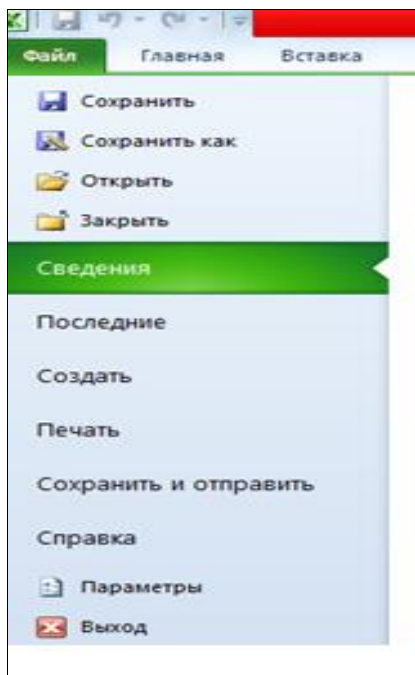 Файл Главная Вставка
Сохранить
Сохранить как
Открыть
Закрыть
Сведения
Последние
Создать
Печать
Сохранить и отправить
Справка
Параметры
Выход